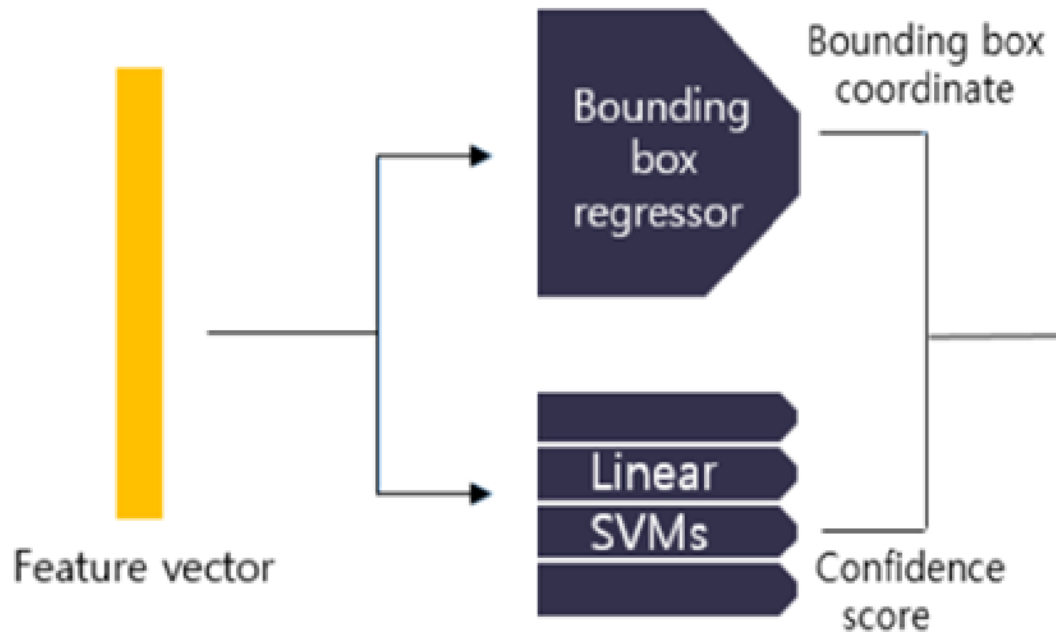 Feature vector
Bounding
box
regressor
Bounding box
coordinate
Linear
SVMs
Confidence
score